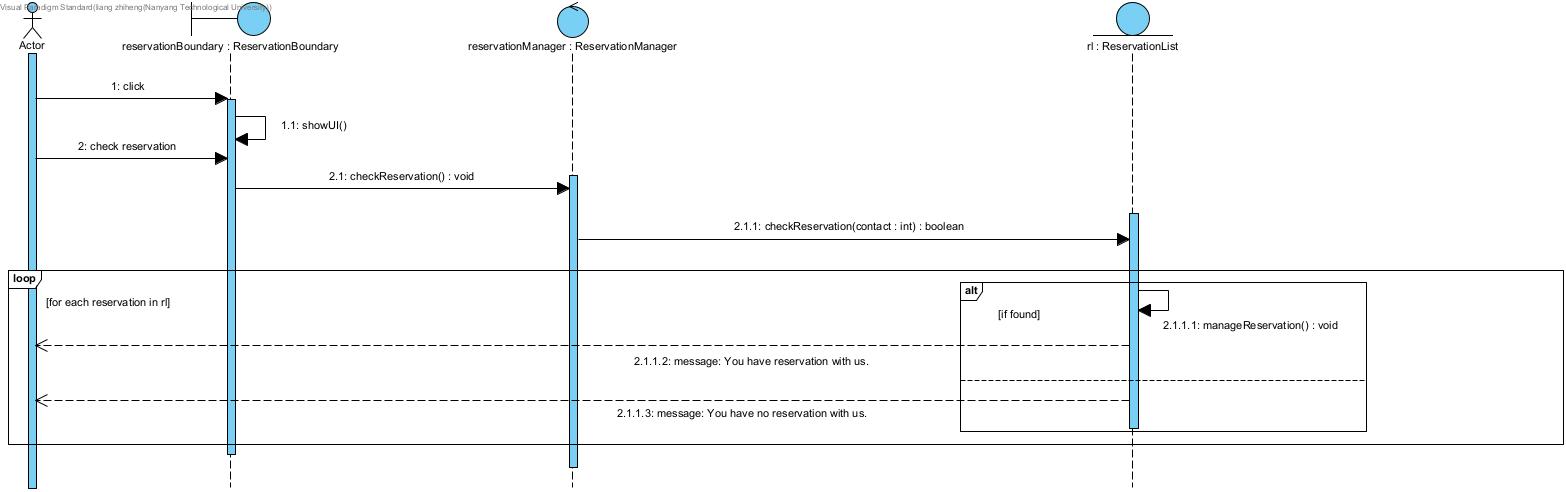 Visual Paradigm Standard(liang zhiheng(Nanyang Technological University))
Actor
reservationBoundary : ReservationBoundary
reservationManager : ReservationManager
rl : ReservationList
1: click
1.1: showUI()
2: check reservation
2.1: checkReservation() : void
2.1.1: checkReservation(contact : int) : boolean
loop
[for each reservation in rl]
alt
[if found]
2.1.1.1: manageReservation() : void
2.1.1.2: message: You have reservation with us.
2.1.1.3: message: You have no reservation with us.